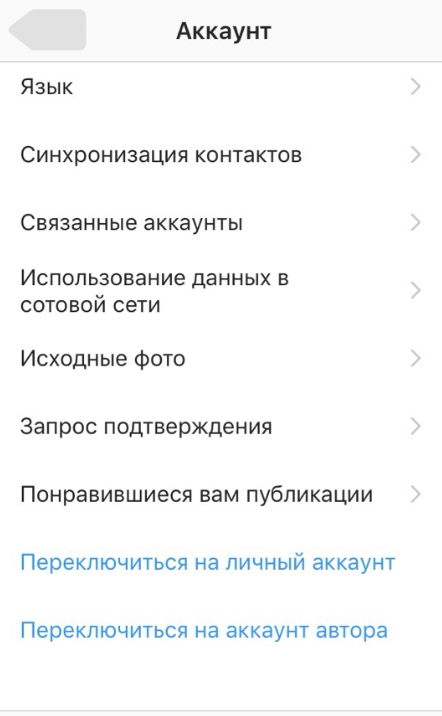 Аккаунт
Язык
Синхронизация контактов
Связанные аккаунты
Использование данных в
сотовой сети
Исходные фото
Запрос подтверждения
Понравившиеся вам публикации
Переключиться на личный аккаунт
Переключиться на аккаунт автора